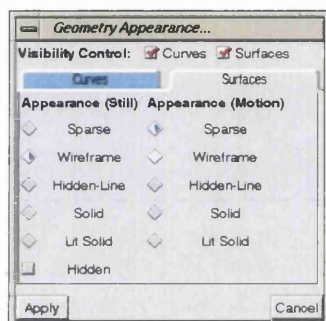 Geometry Appearance...
Visibility Control: Curves Surfaces
Curves Surfaces
Appearance (Still) Appearance (Motion)
Sparse Sparse
Wireframe Wireframe
Hidden-Line Hidden-Line
Solid Solid
Lit Solid Lit Solid
Hidden
Apply Cancel